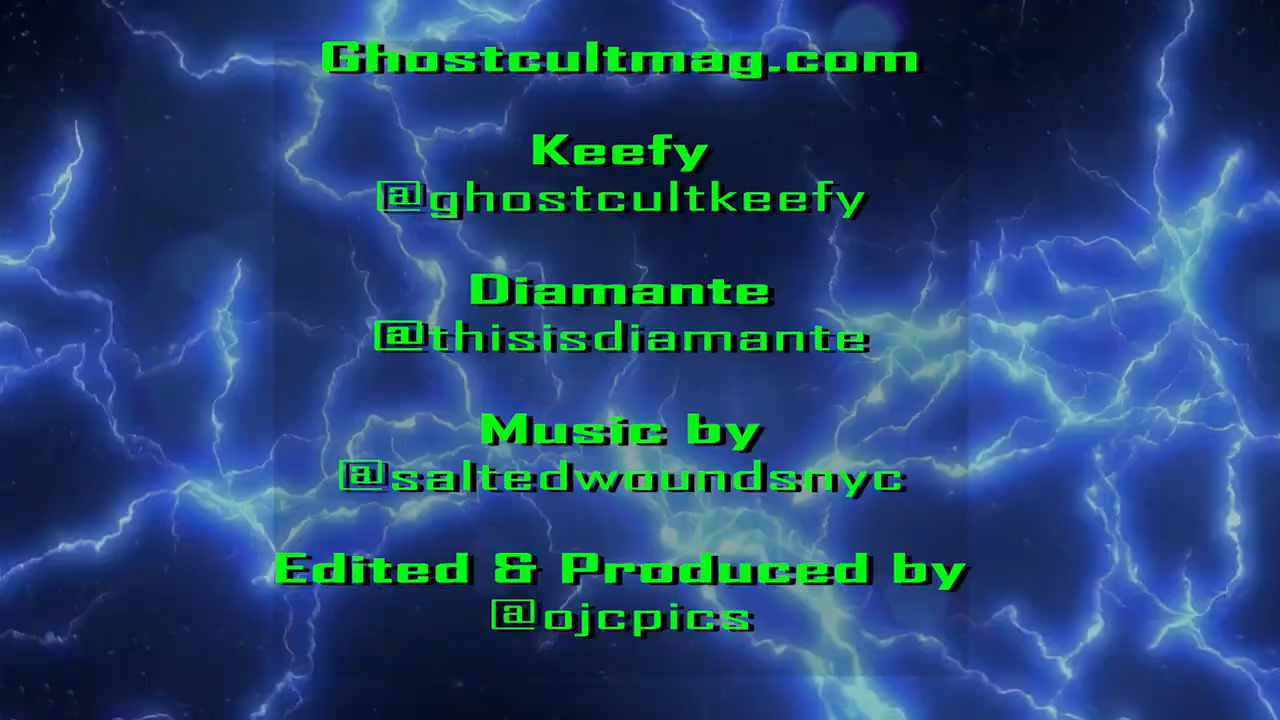 Ghostcultmag.com
Keefy
@ghostcultkeefy
Diamante
@thisisdiamante
Music by
@saltedwoundsnyc
Edited & Produced by
@ojcpics